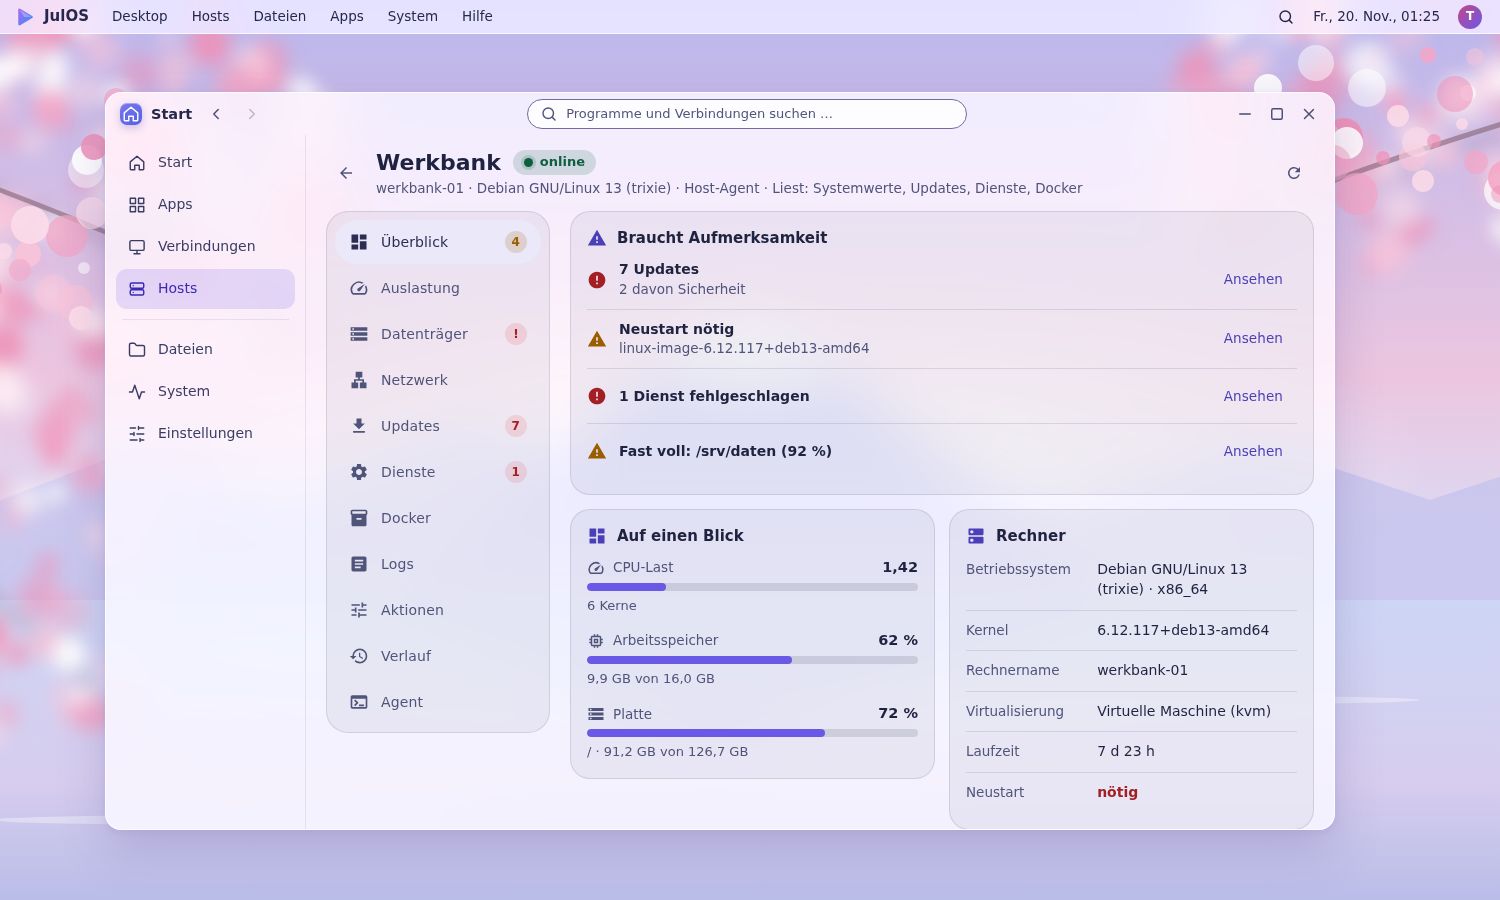 JulOS Desktop Hosts Dateien Apps System Hilfe Fr., 20. Nov., 01:25 T
Start Programme und Verbindungen suchen ...
Start
Apps
Verbindungen
Hosts
Dateien
System
Einstellungen
Werkbank online
werkbank-01 · Debian GNU/Linux 13 (trixie) · Host-Agent · Liest: Systemwerte, Updates, Dienste, Docker
Überblick 4
Auslastung
Datenträger !
Netzwerk
Updates 7
Dienste 1
Docker
Logs
Aktionen
Verlauf
Agent
Braucht Aufmerksamkeit
7 Updates
2 davon Sicherheit
Ansehen
Neustart nötig
linux-image-6.12.117+deb13-amd64
Ansehen
1 Dienst fehlgeschlagen Ansehen
Fast voll: /srv/daten (92 %) Ansehen
Auf einen Blick
CPU-Last 1,42
6 Kerne
Arbeitsspeicher 62 %
9,9 GB von 16,0 GB
Platte 72 %
/ · 91,2 GB von 126,7 GB
Rechner
Betriebssystem Debian GNU/Linux 13
(trixie) · x86_64
Kernel 6.12.117+deb13-amd64
Rechnername werkbank-01
Virtualisierung Virtuelle Maschine (kvm)
Laufzeit 7 d 23 h
Neustart nötig